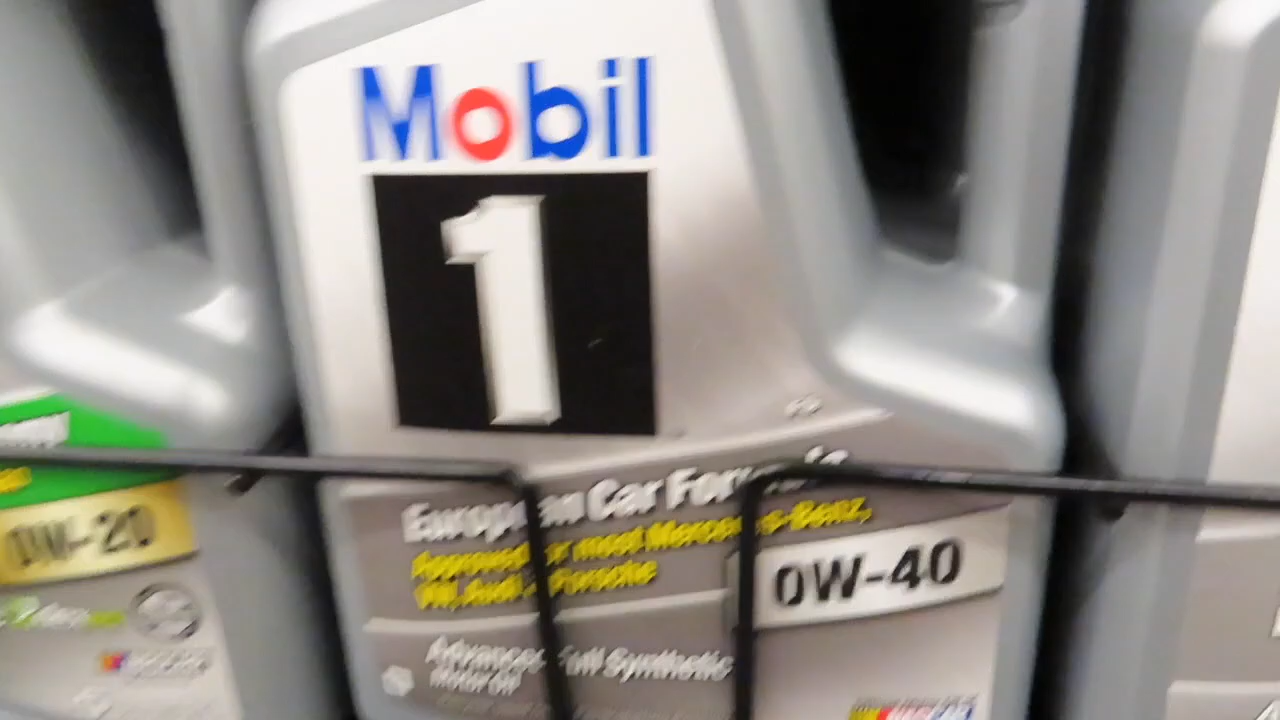 Mobil
1
European Car Formula
Approved for most Mercedes-Benz,
VW, Audi Porsche
0W-40
Advanced Full Synthetic
Motor Oil
0W-20